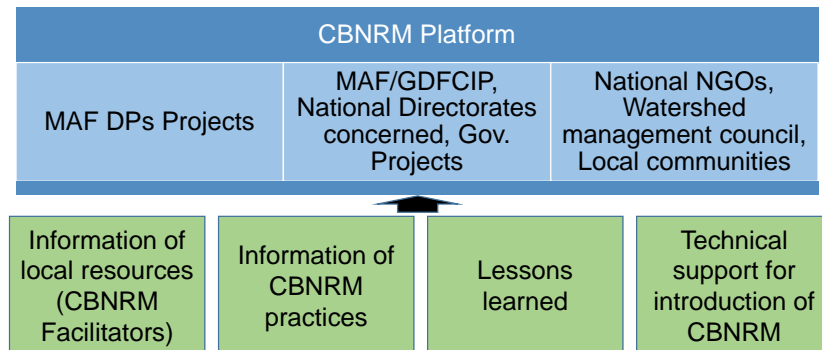 CBNRM Platform
MAF DPs Projects
MAF/GDFCIP,
National Directorates
concerned, Gov.
Projects
National NGOs,
Watershed
management council,
Local communities
Information of
local resources
(CBNRM
Facilitators)
Information of
CBNRM
practices
Lessons
learned
Technical
support for
introduction of
CBNRM